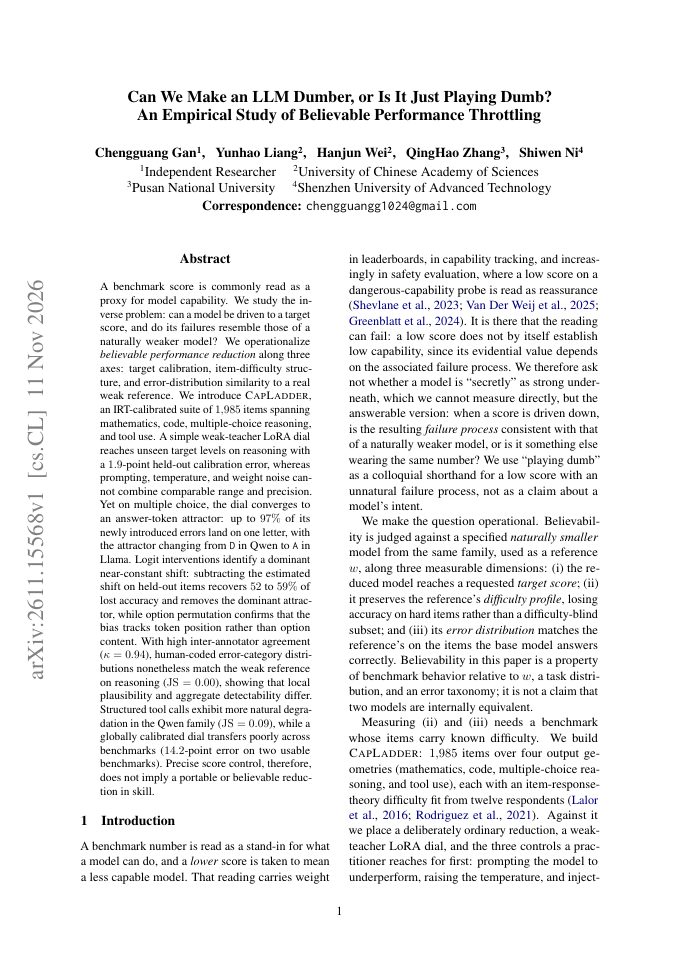 Can We Make an LLM Dumber, or Is It Just Playing Dumb?
An Empirical Study of Believable Performance Throttling
Chengguang Gan¹, Yunhao Liang², Hanjun Wei², QingHao Zhang³, Shiwen Ni⁴
¹Independent Researcher ²University of Chinese Academy of Sciences
³Pusan National University ⁴Shenzhen University of Advanced Technology
Correspondence: chengguangg1024@gmail.com
arXiv:2611.15568v1 [cs.CL] 11 Nov 2026
Abstract
A benchmark score is commonly read as a
proxy for model capability. We study the in-
verse problem: can a model be driven to a target
score, and do its failures resemble those of a
naturally weaker model? We operationalize
believable performance reduction along three
axes: target calibration, item-difficulty struc-
ture, and error-distribution similarity to a real
weak reference. We introduce CAPLADDER,
an IRT-calibrated suite of 1,985 items spanning
mathematics, code, multiple-choice reasoning,
and tool use. A simple weak-teacher LoRA dial
reaches unseen target levels on reasoning with
a 1.9-point held-out calibration error, whereas
prompting, temperature, and weight noise can-
not combine comparable range and precision.
Yet on multiple choice, the dial converges to
an answer-token attractor: up to 97% of its
newly introduced errors land on one letter, with
the attractor changing from D in Qwen to A in
Llama. Logit interventions identify a dominant
near-constant shift: subtracting the estimated
shift on held-out items recovers 52 to 59% of
lost accuracy and removes the dominant attrac-
tor, while option permutation confirms that the
bias tracks token position rather than option
content. With high inter-annotator agreement
(κ = 0.94), human-coded error-category distri-
butions nonetheless match the weak reference
on reasoning (JS = 0.00), showing that local
plausibility and aggregate detectability differ.
Structured tool calls exhibit more natural degra-
dation in the Qwen family (JS = 0.09), while a
globally calibrated dial transfers poorly across
benchmarks (14.2-point error on two usable
benchmarks). Precise score control, therefore,
does not imply a portable or believable reduc-
tion in skill.
1 Introduction
A benchmark number is read as a stand-in for what
a model can do, and a lower score is taken to mean
a less capable model. That reading carries weight
in leaderboards, in capability tracking, and increas-
ingly in safety evaluation, where a low score on a
dangerous-capability probe is read as reassurance
(Shevlane et al., 2023; Van Der Weij et al., 2025;
Greenblatt et al., 2024). It is there that the reading
can fail: a low score does not by itself establish
low capability, since its evidential value depends
on the associated failure process. We therefore ask
not whether a model is “secretly” as strong under-
neath, which we cannot measure directly, but the
answerable version: when a score is driven down,
is the resulting failure process consistent with that
of a naturally weaker model, or is it something else
wearing the same number? We use “playing dumb”
as a colloquial shorthand for a low score with an
unnatural failure process, not as a claim about a
model’s intent.
We make the question operational. Believabil-
ity is judged against a specified naturally smaller
model from the same family, used as a reference
w, along three measurable dimensions: (i) the re-
duced model reaches a requested target score; (ii)
it preserves the reference’s difficulty profile, losing
accuracy on hard items rather than a difficulty-blind
subset; and (iii) its error distribution matches the
reference’s on the items the base model answers
correctly. Believability in this paper is a property
of benchmark behavior relative to w, a task distri-
bution, and an error taxonomy; it is not a claim that
two models are internally equivalent.
Measuring (ii) and (iii) needs a benchmark
whose items carry known difficulty. We build
CAPLADDER: 1,985 items over four output ge-
ometries (mathematics, code, multiple-choice rea-
soning, and tool use), each with an item-response-
theory difficulty fit from twelve respondents (Lalor
et al., 2016; Rodriguez et al., 2021). Against it
we place a deliberately ordinary reduction, a weak-
teacher LoRA dial, and the three controls a prac-
titioner reaches for first: prompting the model to
underperform, raising the temperature, and inject-
1